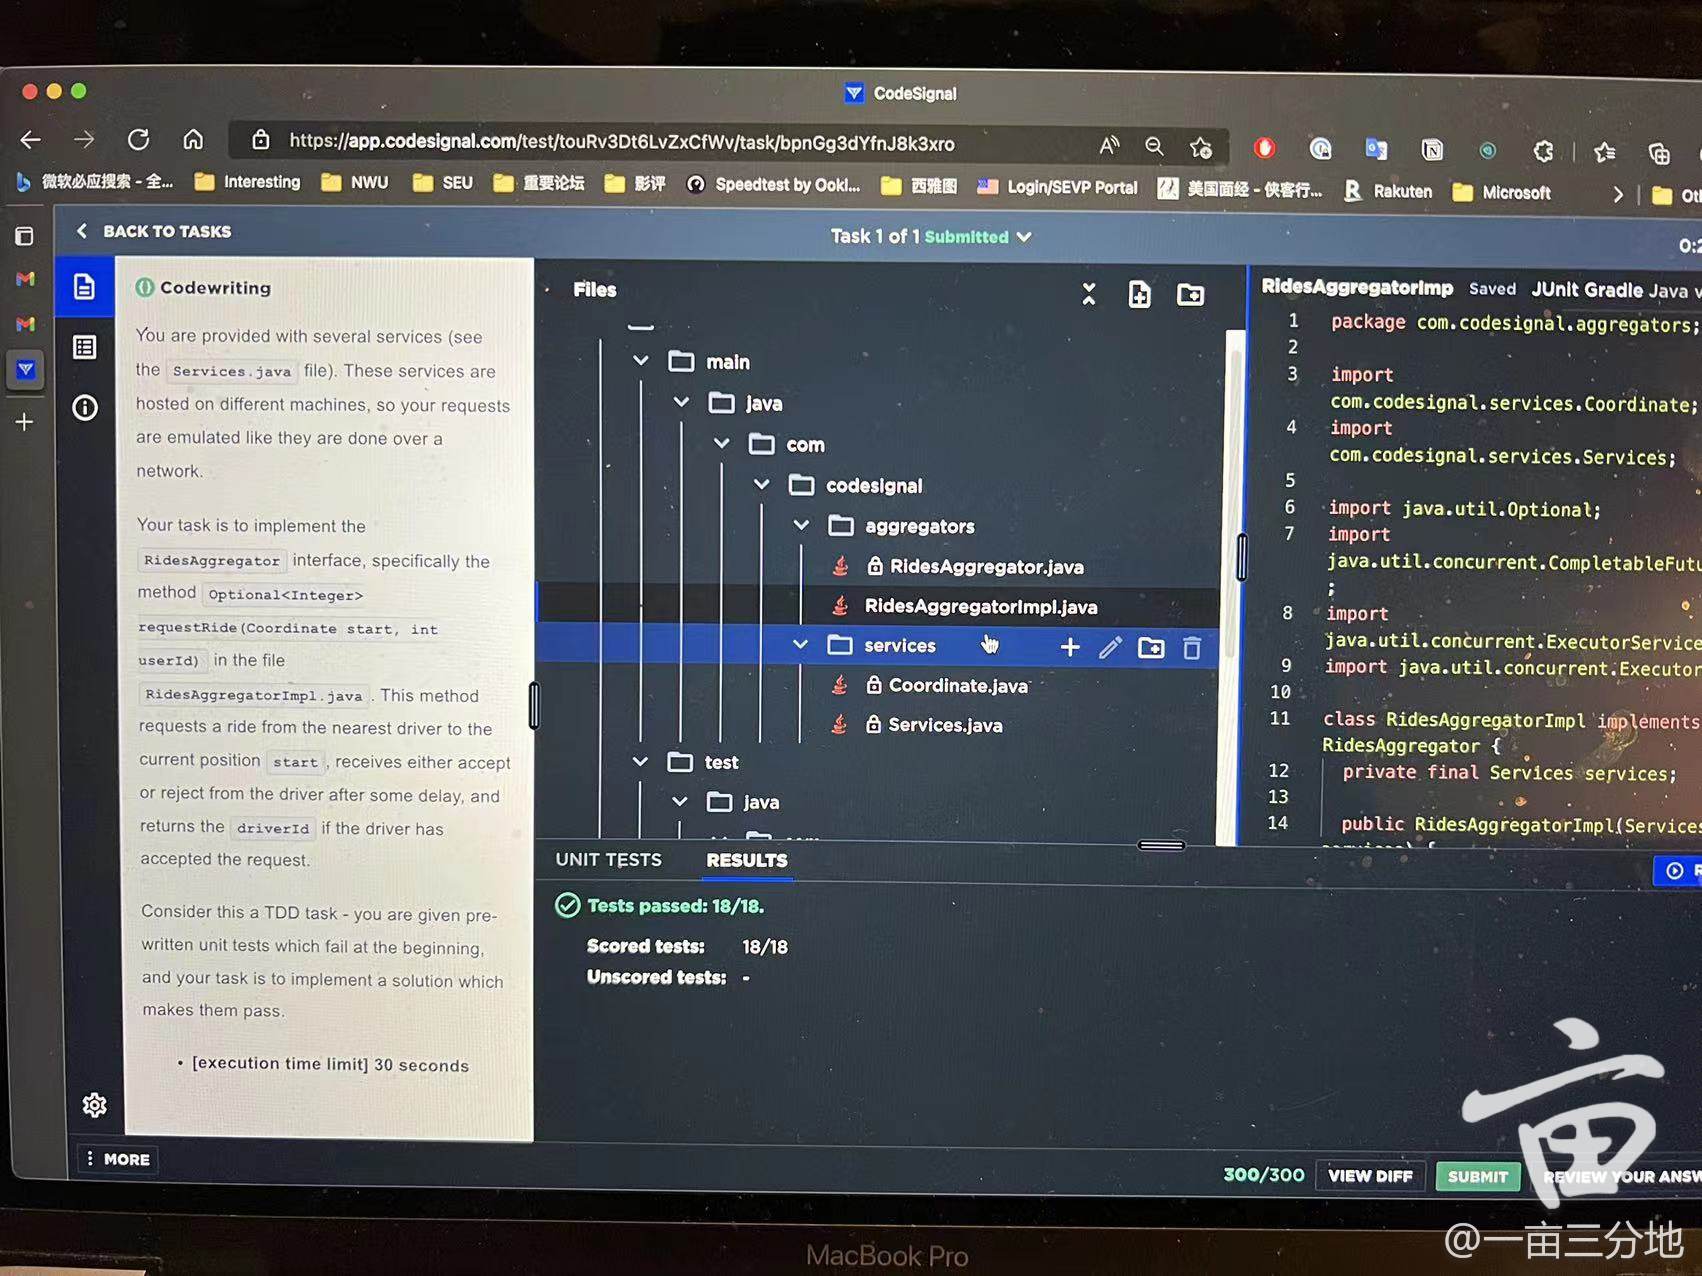 CodeSignal
https://app.codesignal.com/test/touRv3Dt6LvZxCfWv/task/bpnGg3dYfnJ8k3xro
微软必应搜索 - 全... Interesting NWU SEU 重要论坛 影评 Speedtest by Ookl... 西雅图 Login/SEVP Portal 美国面经 - 侠客行... Rakuten Microsoft
BACK TO TASKS
Task 1 of 1 Submitted
Codewriting
You are provided with several services (see
the Services.java file). These services are
hosted on different machines, so your requests
are emulated like they are done over a
network.
Your task is to implement the
RidesAggregator interface, specifically the
method Optional<Integer>
requestRide(Coordinate start, int
userId) in the file
RidesAggregatorImpl.java. This method
requests a ride from the nearest driver to the
current position start, receives either accept
or reject from the driver after some delay, and
returns the driverId if the driver has
accepted the request.
Consider this a TDD task - you are given pre-
written unit tests which fail at the beginning,
and your task is to implement a solution which
makes them pass.
• [execution time limit] 30 seconds
MORE
Files
main
java
com
codesignal
aggregators
RidesAggregator.java
RidesAggregatorImpl.java
services
Coordinate.java
Services.java
test
java
UNIT TESTS RESULTS
Tests passed: 18/18.
Scored tests: 18/18
Unscored tests: -
RidesAggregatorImp Saved JUnit Gradle Java
1 package com.codesignal.aggregators;
2
3 import
com.codesignal.services.Coordinate;
4 import
com.codesignal.services.Services;
5
6 import java.util.Optional;
7 import
java.util.concurrent.CompletableFutu
;
8 import
java.util.concurrent.ExecutorService
9 import java.util.concurrent.Executor
10
11 class RidesAggregatorImpl implements
RidesAggregator {
12 private final Services services;
13
14 public RidesAggregatorImpl(Services
300/300 VIEW DIFF SUBMIT REVIEW YOUR ANSW
亩
@一亩三分地
MacBook Pro